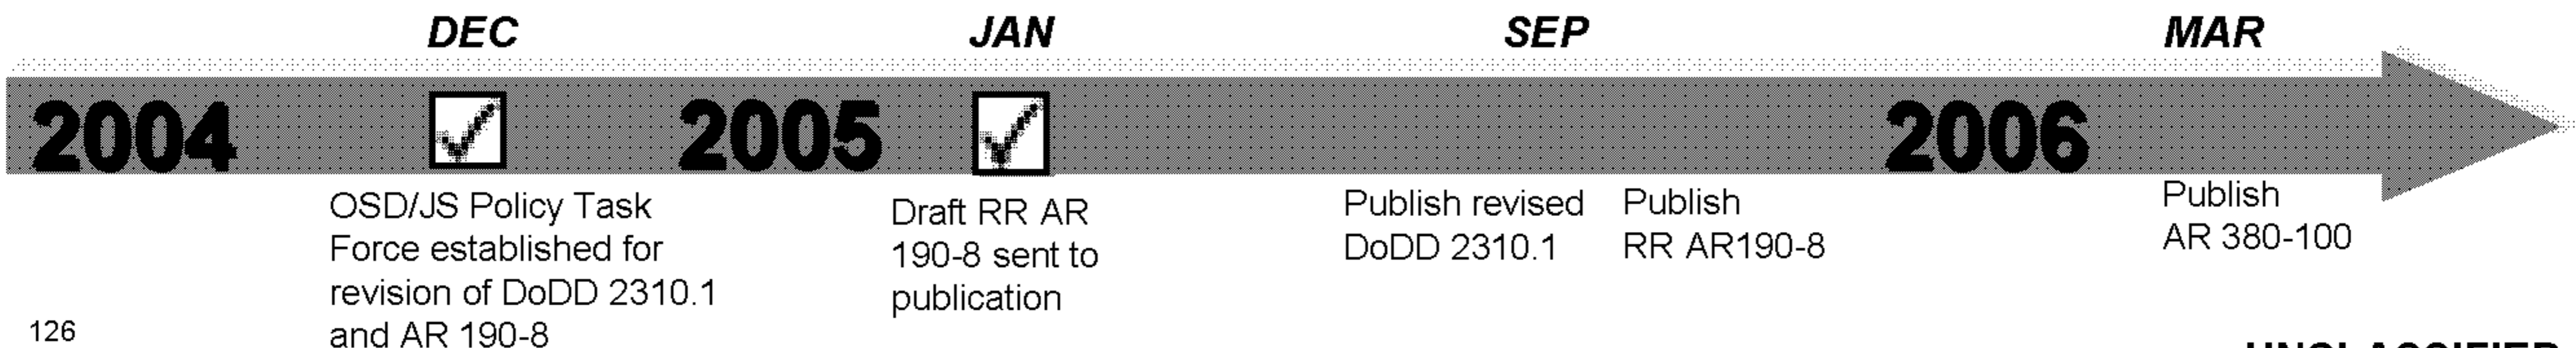 DEC JAN SEP MAR
2004 2005 2006
OSD/JS Policy Task
Force established for
revision of DoDD 2310.1
and AR 190-8
Draft RR AR
190-8 sent to
publication
Publish revised
DoDD 2310.1
Publish
RR AR190-8
Publish
AR 380-100
126
UNCLASSIFIED